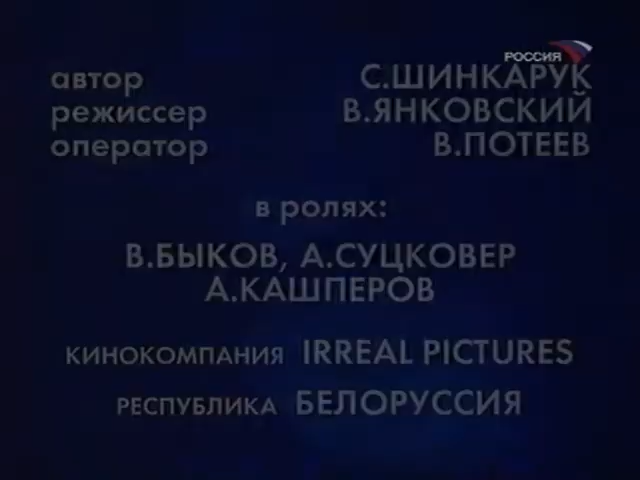 РОССИЯ
автор С.ШИНКАРУК
режиссер В.ЯНКОВСКИЙ
оператор В.ПОТЕЕВ
в ролях:
В.БЫКОВ, А.СУЦКОВЕР
А.КАШПЕРОВ
КИНОКОМПАНИЯ IRREAL PICTURES
РЕСПУБЛИКА БЕЛОРУССИЯ